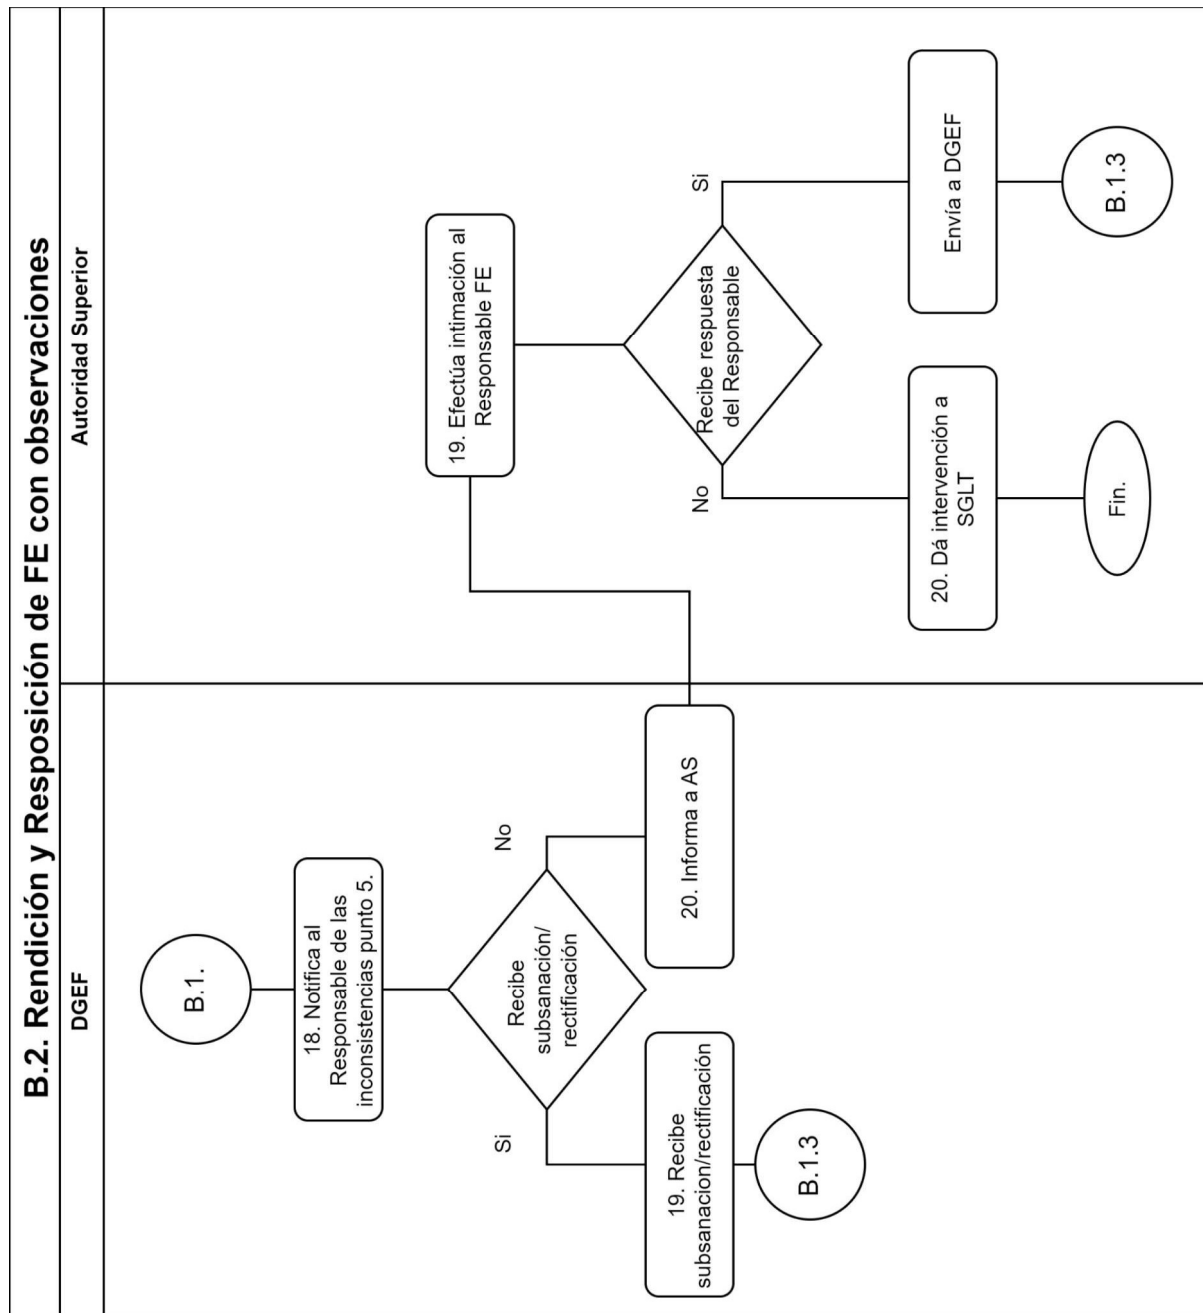 B.2. Rendición y Resposición de FE con observaciones
DGEF
Autoridad Superior
B.1.
18. Notifica al
Responsable de las
inconsistencias punto 5.
Recibe
subsanación/
rectificación
Si
No
19. Recibe
subsanacion/rectificación
B.1.3
20. Informa a AS
19. Efectúa intimación al
Responsable FE
Recibe respuesta
del Responsable
No
Si
20. Dá intervención a
SGLT
Fin.
Envía a DGEF
B.1.3